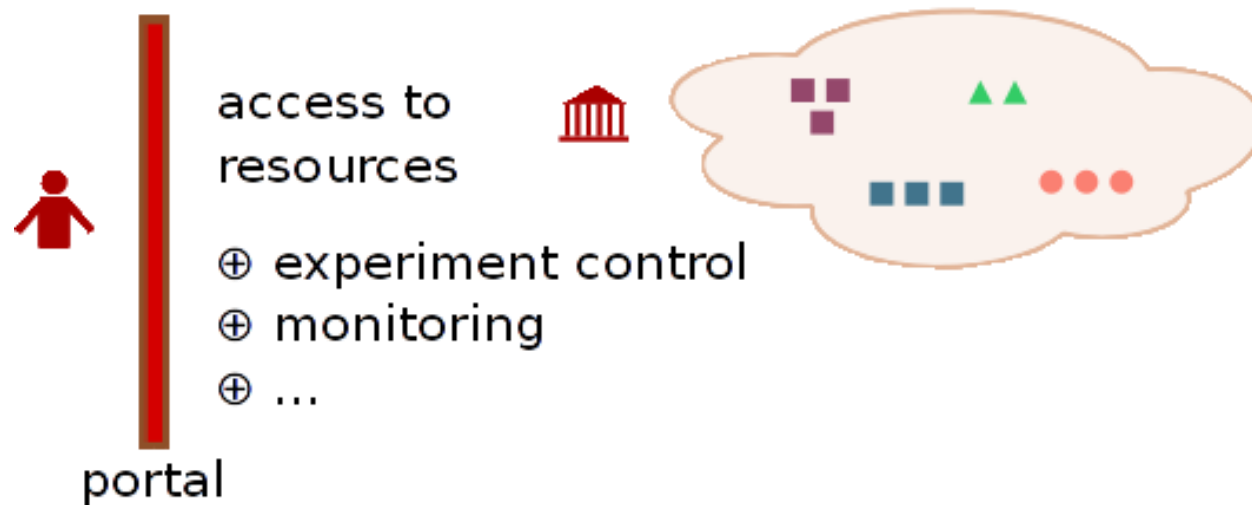 access to
resources
⊕ experiment control
⊕ monitoring
⊕ ...
portal